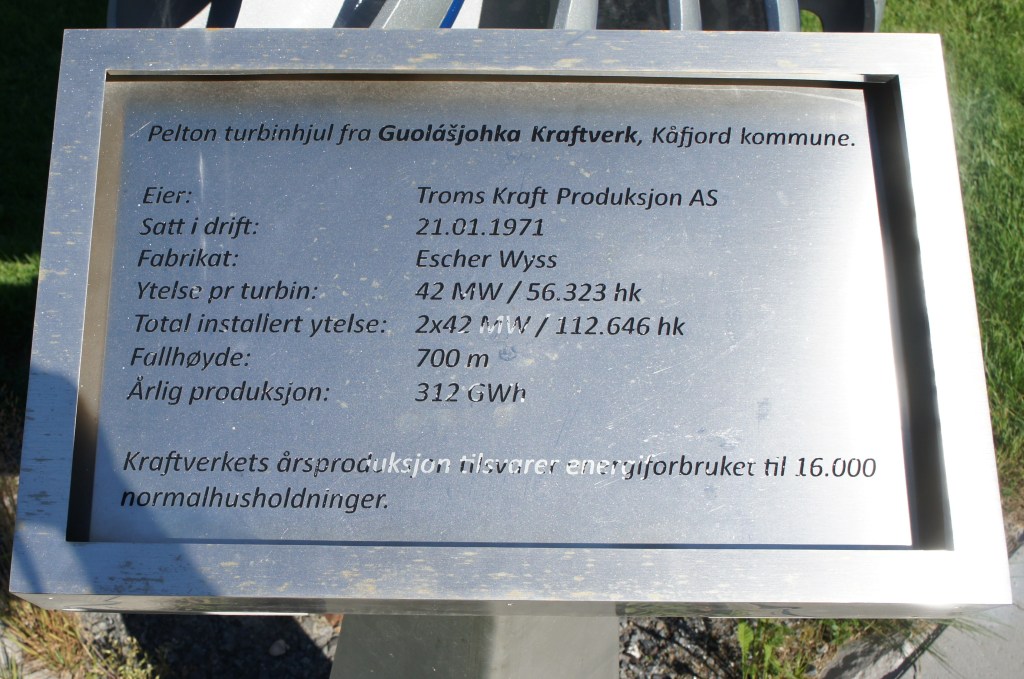 Pelton turbinhjul fra Guolášjohka Kraftverk, Kåfjord kommune.
Eier: Troms Kraft Produksjon AS
Satt i drift: 21.01.1971
Fabrikat: Escher Wyss
Ytelse pr turbin: 42 MW / 56.323 hk
Total installert ytelse: 2x42 MW / 112.646 hk
Fallhøyde: 700 m
Årlig produksjon: 312 GWh
Kraftverkets årsproduksjon tilsvarer energiforbruket til 16.000
normalhusholdninger.